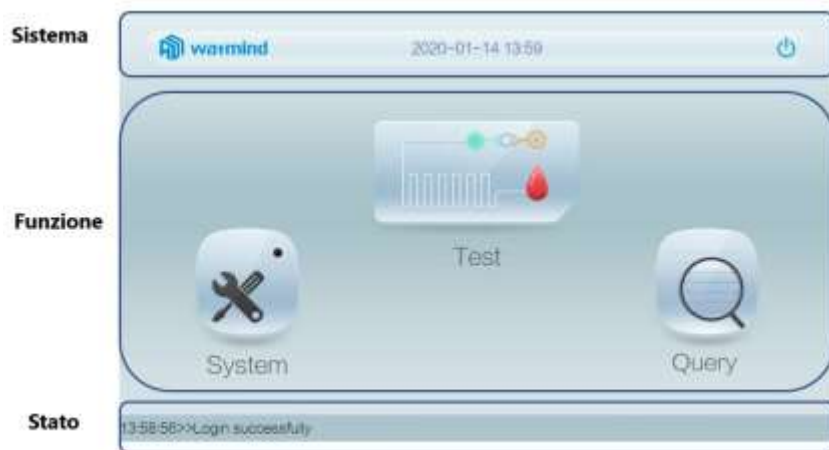 Sistema
warmind 2020-01-14 13:59
Funzione
Test
System
Query
Stato
13:58:56>>Login successfully